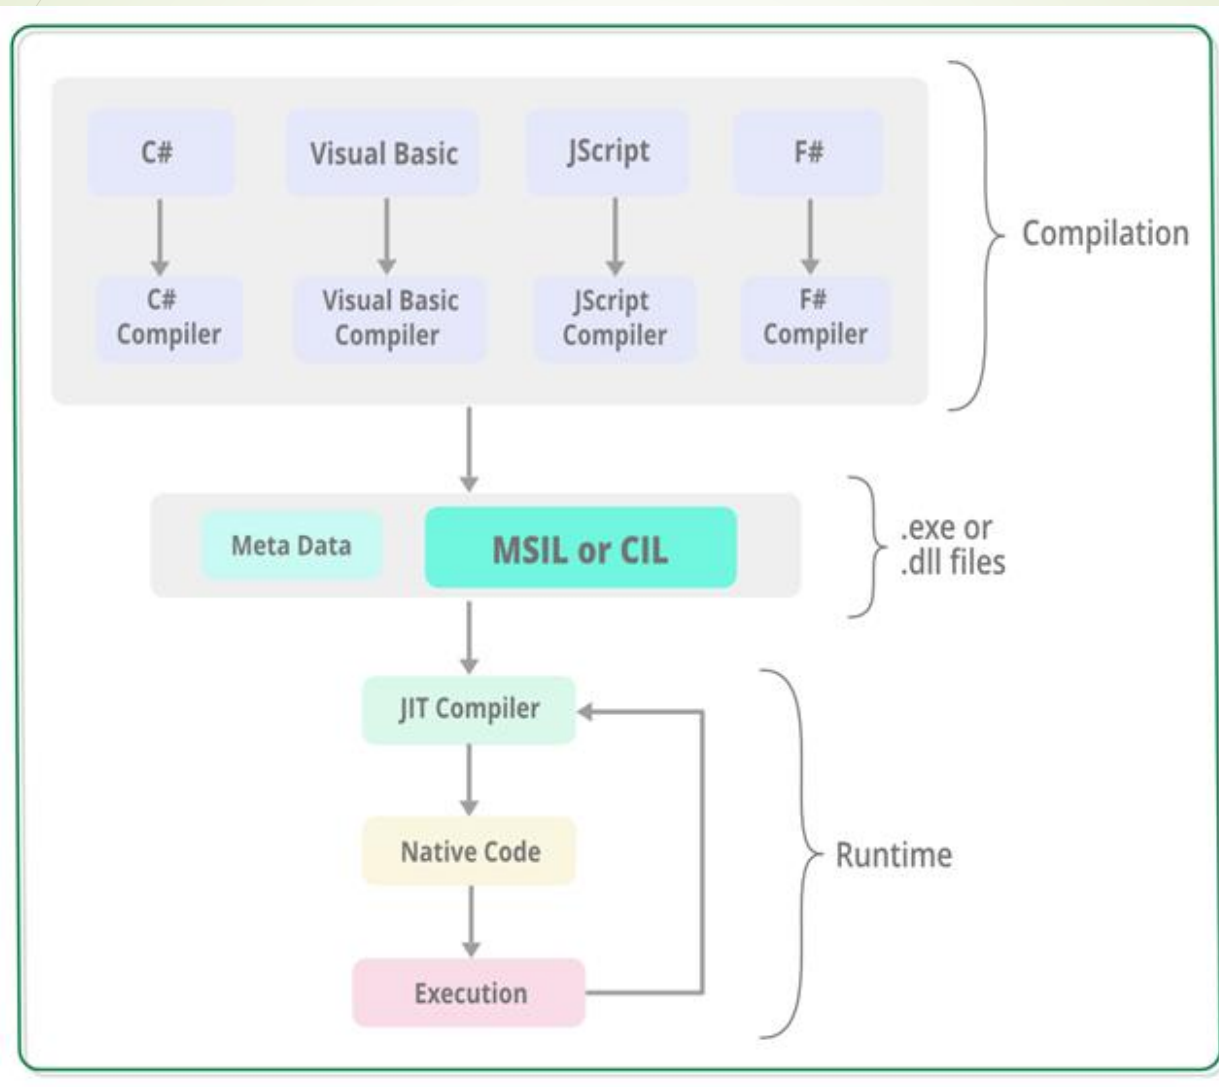 C#
Visual Basic
JScript
F#
C#
Compiler
Visual Basic
Compiler
JScript
Compiler
F#
Compiler
Compilation
Meta Data
MSIL or CIL
.exe or
.dll files
JIT Compiler
Native Code
Execution
Runtime